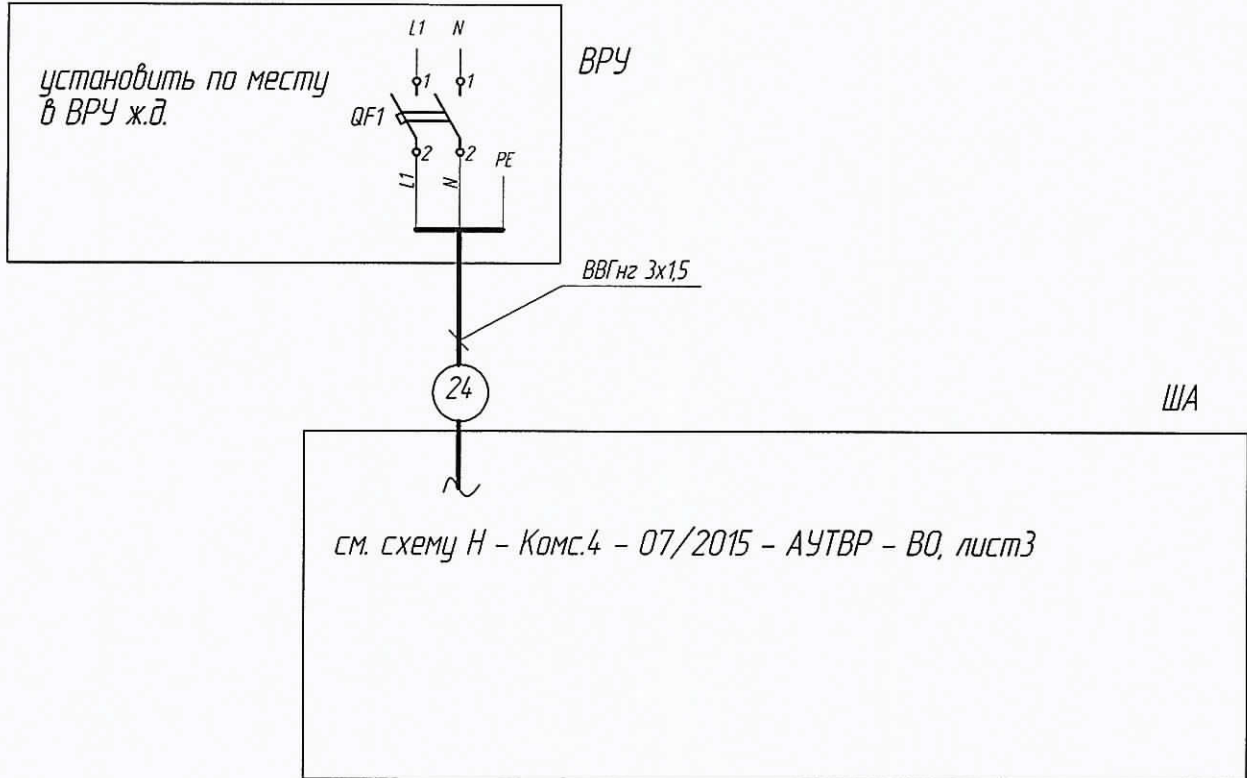 L1 N
ВРУ
установить по месту
в ВРУ ж.д.
1 1
QF1
2 2 PE
L1 N
ВВГнг 3х1,5
24
ША
см. схему Н - Комс.4 - 07/2015 - АУТВР - ВО, лист3